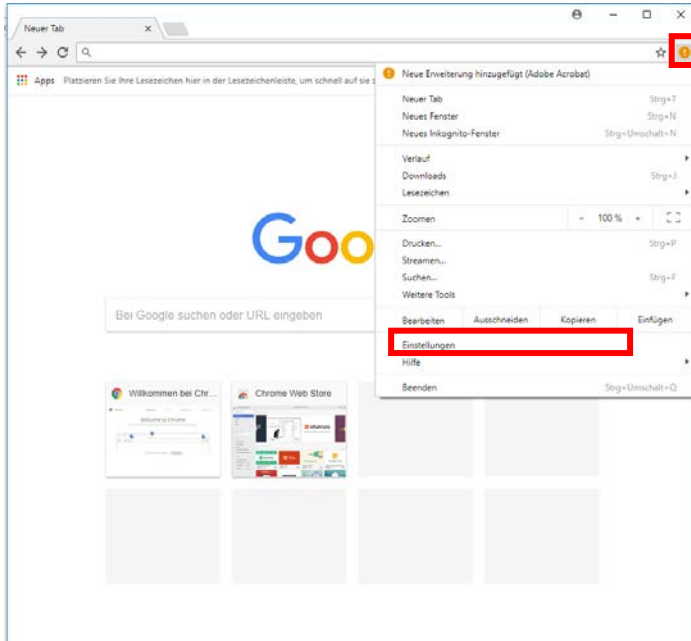 Neuer Tab
Apps Platzieren Sie Ihre Lesezeichen hier in der Lesezeichenleiste, um schnell auf sie
Neue Erweiterung hinzugefügt (Adobe Acrobat)
Neuer Tab Strg+T
Neues Fenster Strg+N
Neues Inkognito-Fenster Strg+Umschalt+N
Verlauf
Downloads Strg+J
Lesezeichen
Zoomen - 100 % +
Drucken... Strg+P
Streamen...
Suchen... Strg+F
Weitere Tools
Bearbeiten Ausschneiden Kopieren Einfügen
Einstellungen
Hilfe
Beenden Strg+Umschalt+Q
Goo
Bei Google suchen oder URL eingeben
Willkommen bei Chr... Chrome Web Store
Welcome to Chrome